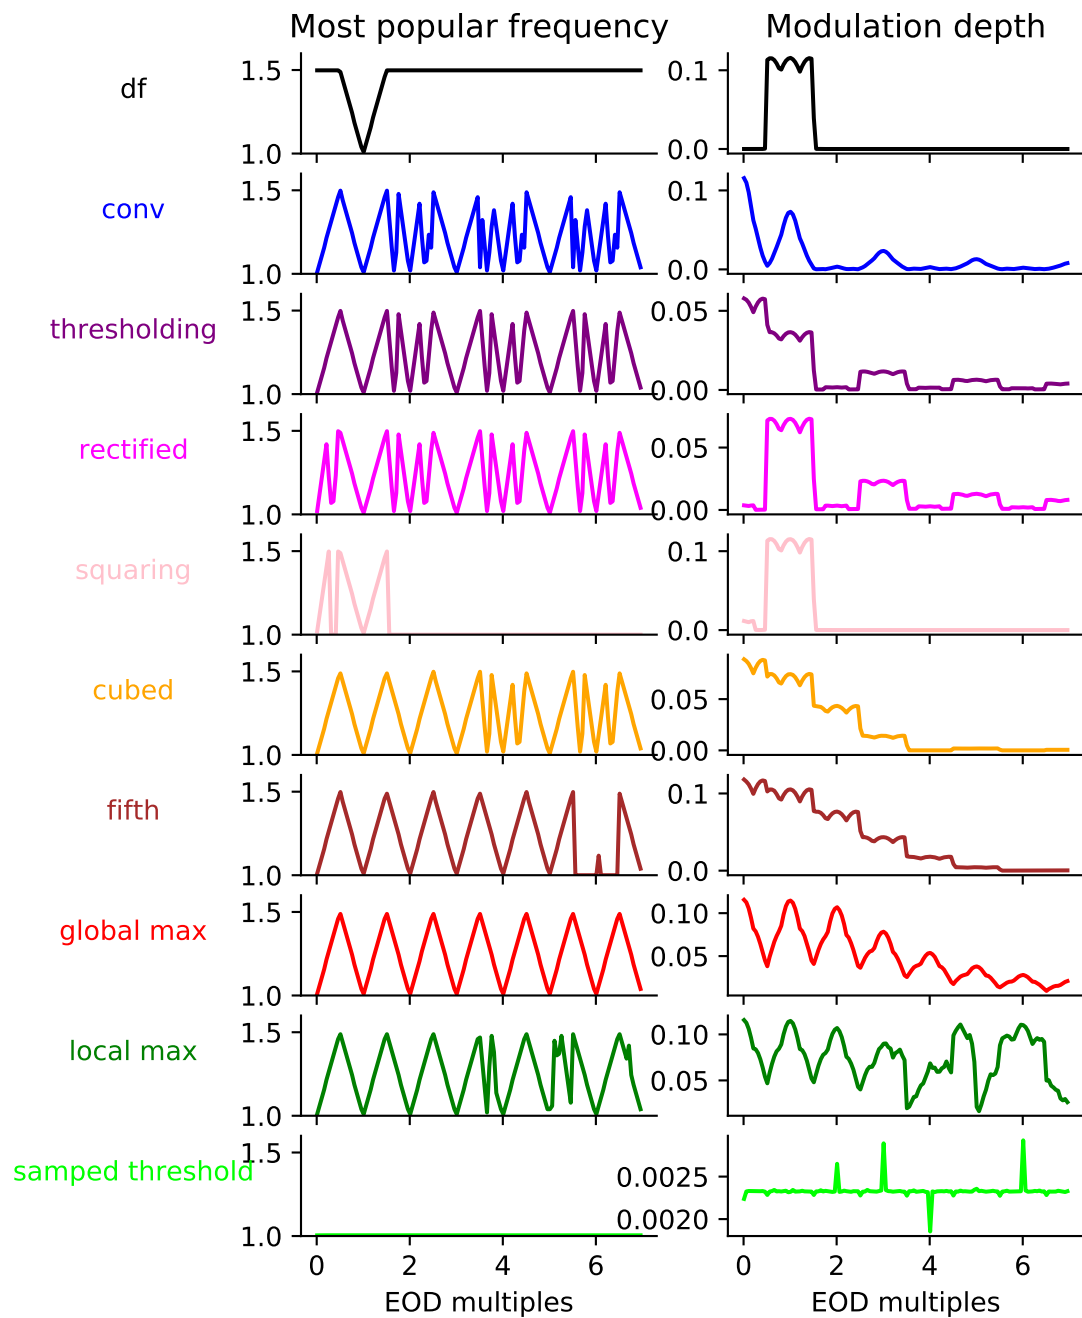 Most popular frequency Modulation depth
df 1.5 1.0 0.1 0.0
conv 1.5 1.0 0.1 0.0
thresholding 1.5 1.0 0.05 0.00
rectified 1.5 1.0 0.05 0.00
squaring 1.5 1.0 0.1 0.0
cubed 1.5 1.0 0.05 0.00
fifth 1.5 1.0 0.1 0.0
global max 1.5 1.0 0.10 0.05
local max 1.5 1.0 0.10 0.05
samped threshold 1.5 1.0 0.0025 0.0020
0 2 4 6 0 2 4 6
EOD multiples EOD multiples